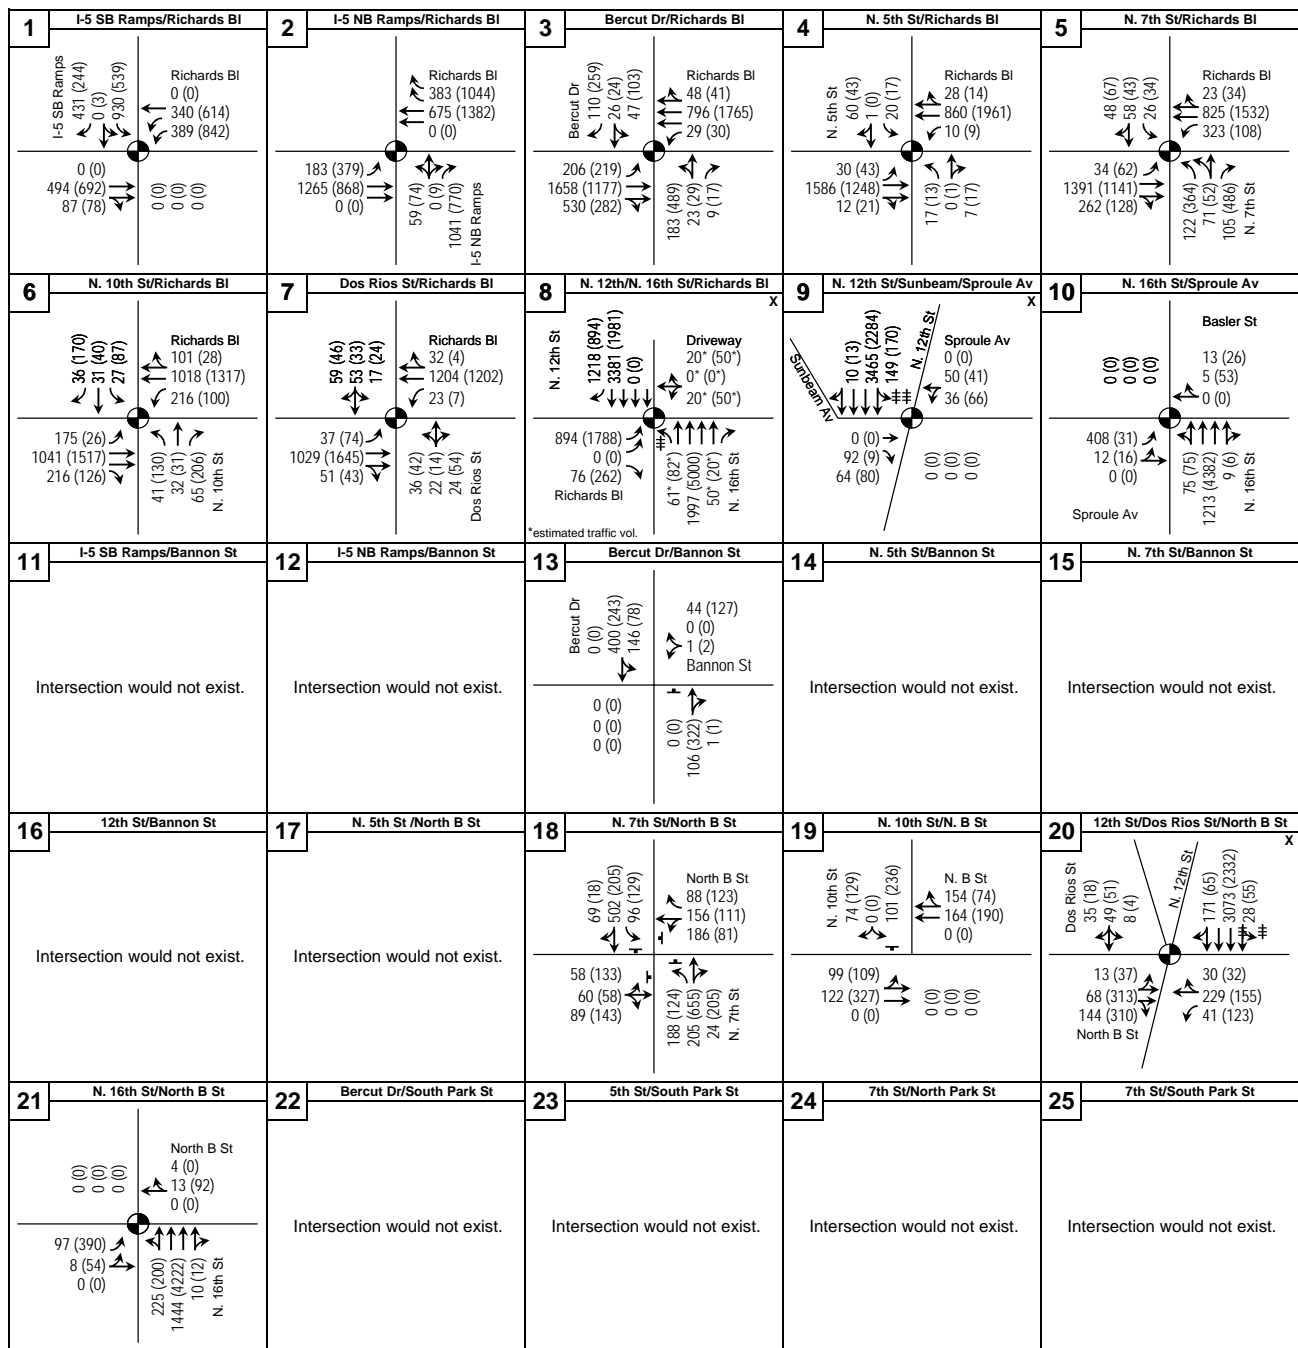 1
I-5 SB Ramps/Richards Bl
I-5 SB Ramps
431 (244)
0 (3)
930 (539)
Richards Bl
0 (0)
340 (614)
389 (842)
0 (0)
494 (692)
87 (78)
0 (0)
0 (0)
0 (0)
2
I-5 NB Ramps/Richards Bl
Richards Bl
383 (1044)
675 (1382)
0 (0)
183 (379)
1265 (868)
0 (0)
59 (74)
0 (9)
1041 (770)
I-5 NB Ramps
3
Bercut Dr/Richards Bl
Bercut Dr
110 (259)
26 (24)
47 (103)
Richards Bl
48 (41)
796 (1765)
29 (30)
206 (219)
1658 (1177)
530 (282)
183 (489)
23 (29)
9 (17)
4
N. 5th St/Richards Bl
N. 5th St
60 (43)
1 (0)
20 (17)
Richards Bl
28 (14)
860 (1961)
10 (9)
30 (43)
1586 (1248)
12 (21)
17 (13)
0 (1)
7 (17)
5
N. 7th St/Richards Bl
48 (67)
58 (43)
26 (34)
Richards Bl
23 (34)
825 (1532)
323 (108)
34 (62)
1391 (1141)
262 (128)
122 (364)
71 (52)
105 (486)
N. 7th St
6
N. 10th St/Richards Bl
36 (170)
31 (40)
27 (87)
Richards Bl
101 (28)
1018 (1317)
216 (100)
175 (26)
1041 (1517)
216 (126)
41 (130)
32 (31)
65 (206)
N. 10th St
7
Dos Rios St/Richards Bl
59 (46)
53 (33)
17 (24)
Richards Bl
32 (4)
1204 (1202)
23 (7)
37 (74)
1029 (1645)
51 (43)
36 (42)
22 (14)
24 (54)
Dos Rios St
8
N. 12th/N. 16th St/Richards Bl
X
N. 12th St
1218 (894)
3381 (1981)
0 (0)
Driveway
20* (50*)
0* (0*)
20* (50*)
894 (1788)
0 (0)
76 (262)
Richards Bl
61* (82*)
1997 (5000)
50* (20*)
N. 16th St
*estimated traffic vol.
9
N. 12th St/Sunbeam/Sproule Av
X
Sunbeam Av
10 (13)
3465 (2284)
149 (170)
N. 12th St
Sproule Av
0 (0)
50 (41)
36 (66)
0 (0)
92 (9)
64 (80)
0 (0)
0 (0)
0 (0)
10
N. 16th St/Sproule Av
Basler St
0 (0)
0 (0)
0 (0)
13 (26)
5 (53)
0 (0)
408 (31)
12 (16)
0 (0)
Sproule Av
75 (75)
1213 (4382)
9 (6)
N. 16th St
11
I-5 SB Ramps/Bannon St
Intersection would not exist.
12
I-5 NB Ramps/Bannon St
Intersection would not exist.
13
Bercut Dr/Bannon St
Bercut Dr
0 (0)
400 (243)
146 (78)
44 (127)
0 (0)
1 (2)
Bannon St
0 (0)
0 (0)
0 (0)
0 (0)
106 (322)
1 (1)
14
N. 5th St/Bannon St
Intersection would not exist.
15
N. 7th St/Bannon St
Intersection would not exist.
16
12th St/Bannon St
Intersection would not exist.
17
N. 5th St /North B St
Intersection would not exist.
18
N. 7th St/North B St
69 (18)
502 (205)
96 (129)
North B St
88 (123)
156 (111)
186 (81)
58 (133)
60 (58)
89 (143)
188 (124)
205 (655)
24 (205)
N. 7th St
19
N. 10th St/N. B St
N. 10th St
74 (129)
0 (0)
101 (236)
N. B St
154 (74)
164 (190)
0 (0)
99 (109)
122 (327)
0 (0)
0 (0)
0 (0)
0 (0)
20
12th St/Dos Rios St/North B St
X
Dos Rios St
35 (18)
49 (51)
8 (4)
N. 12th St
171 (65)
3073 (2332)
28 (55)
13 (37)
68 (313)
144 (310)
North B St
30 (32)
229 (155)
41 (123)
21
N. 16th St/North B St
0 (0)
0 (0)
0 (0)
North B St
4 (0)
13 (92)
0 (0)
97 (390)
8 (54)
0 (0)
225 (200)
1444 (4222)
10 (12)
N. 16th St
22
Bercut Dr/South Park St
Intersection would not exist.
23
5th St/South Park St
Intersection would not exist.
24
7th St/North Park St
Intersection would not exist.
25
7th St/South Park St
Intersection would not exist.